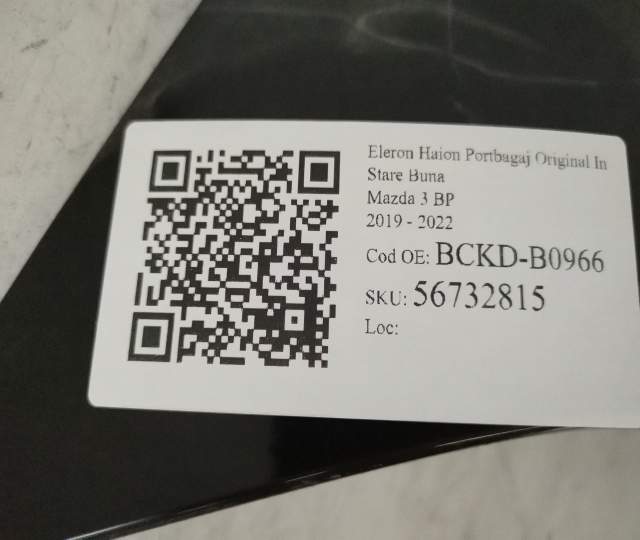 Eleron Haion Portbagaj Original In
Stare Buna
Mazda 3 BP
2019 - 2022
Cod OE: BCKD-B0966
SKU: 56732815
Loc: